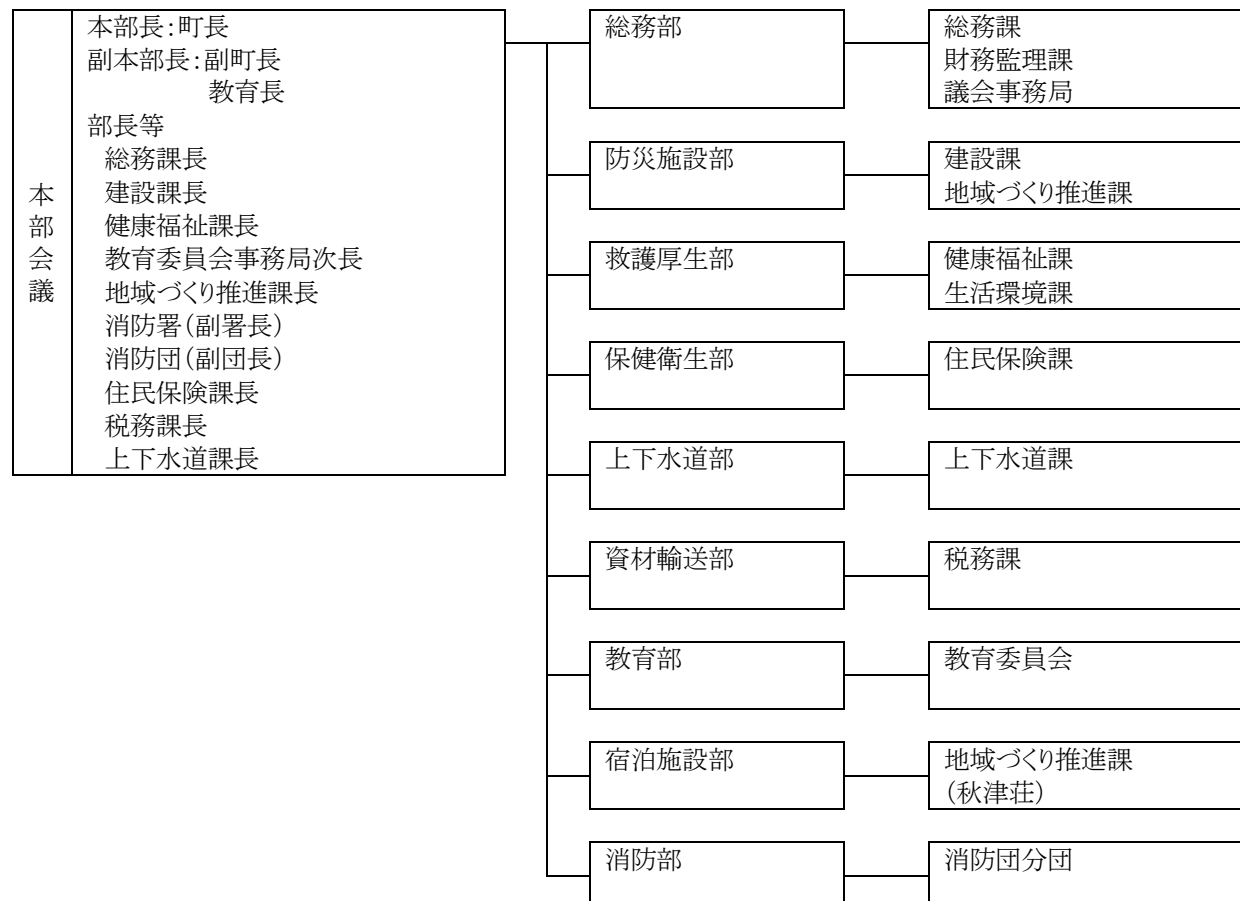 本部会議
本部長：町長
副本部長：副町長
教育長
部長等
総務課長
建設課長
健康福祉課長
教育委員会事務局次長
地域づくり推進課長
消防署（副署長）
消防団（副団長）
住民保険課長
税務課長
上下水道課長
総務部
総務課
財務監理課
議会事務局
防災施設部
建設課
地域づくり推進課
救護厚生部
健康福祉課
生活環境課
保健衛生部
住民保険課
上下水道部
上下水道課
資材輸送部
税務課
教育部
教育委員会
宿泊施設部
地域づくり推進課
（秋津荘）
消防部
消防団分団